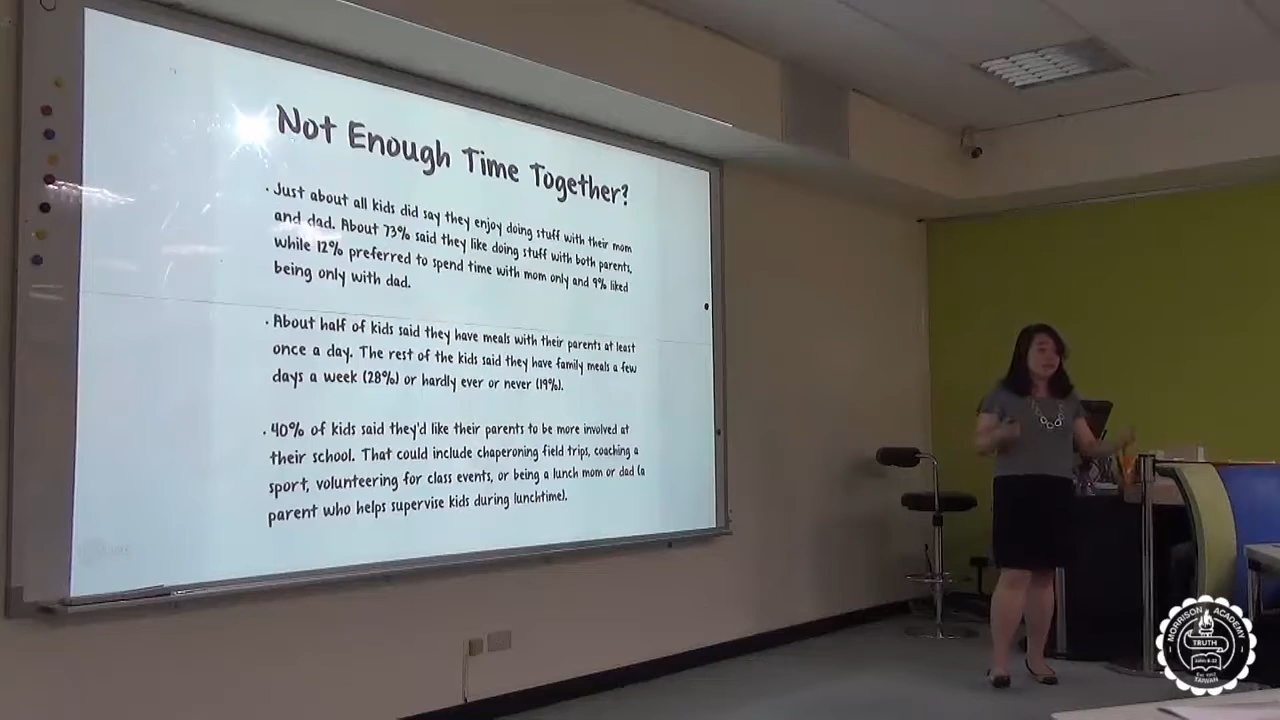 Not Enough Time Together?
· Just about all kids did say they enjoy doing stuff with their mom
and dad. About 73% said they like doing stuff with both parents,
while 12% preferred to spend time with mom only and 9% liked
being only with dad.
· About half of kids said they have meals with their parents at least
once a day. The rest of the kids said they have family meals a few
days a week (28%) or hardly ever or never (19%).
· 40% of kids said they'd like their parents to be more involved at
their school. That could include chaperoning field trips, coaching a
sport, volunteering for class events, or being a lunch mom or dad (a
parent who helps supervise kids during lunchtime).
MORRISON ACADEMY
TRUTH
John 8:32
TAIWAN